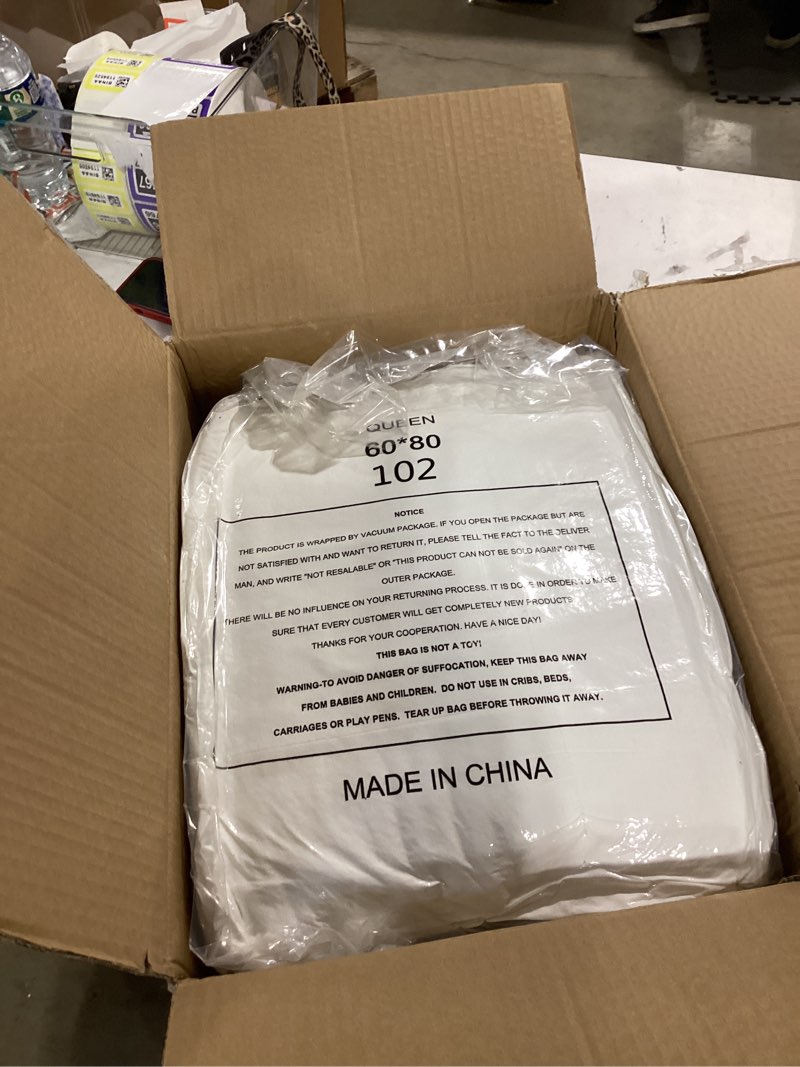 QUEEN
60*80
102
NOTICE
THE PRODUCT IS WRAPPED BY VACUUM PACKAGE. IF YOU OPEN THE PACKAGE BUT ARE
NOT SATISFIED WITH AND WANT TO RETURN IT, PLEASE TELL THE FACT TO THE DELIVER
MAN, AND WRITE "NOT RESALABLE" OR "THIS PRODUCT CAN NOT BE SOLD AGAIN" ON THE
OUTER PACKAGE.
THERE WILL BE NO INFLUENCE ON YOUR RETURNING PROCESS. IT IS DONE IN ORDER TO MAKE
SURE THAT EVERY CUSTOMER WILL GET COMPLETELY NEW PRODUCTS
THANKS FOR YOUR COOPERATION. HAVE A NICE DAY!
THIS BAG IS NOT A TOY!
WARNING-TO AVOID DANGER OF SUFFOCATION, KEEP THIS BAG AWAY
FROM BABIES AND CHILDREN. DO NOT USE IN CRIBS, BEDS,
CARRIAGES OR PLAY PENS. TEAR UP BAG BEFORE THROWING IT AWAY.
MADE IN CHINA